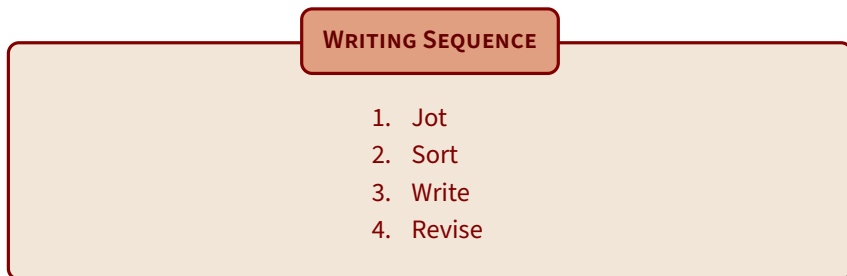 Writing Sequence
1. Jot
2. Sort
3. Write
4. Revise